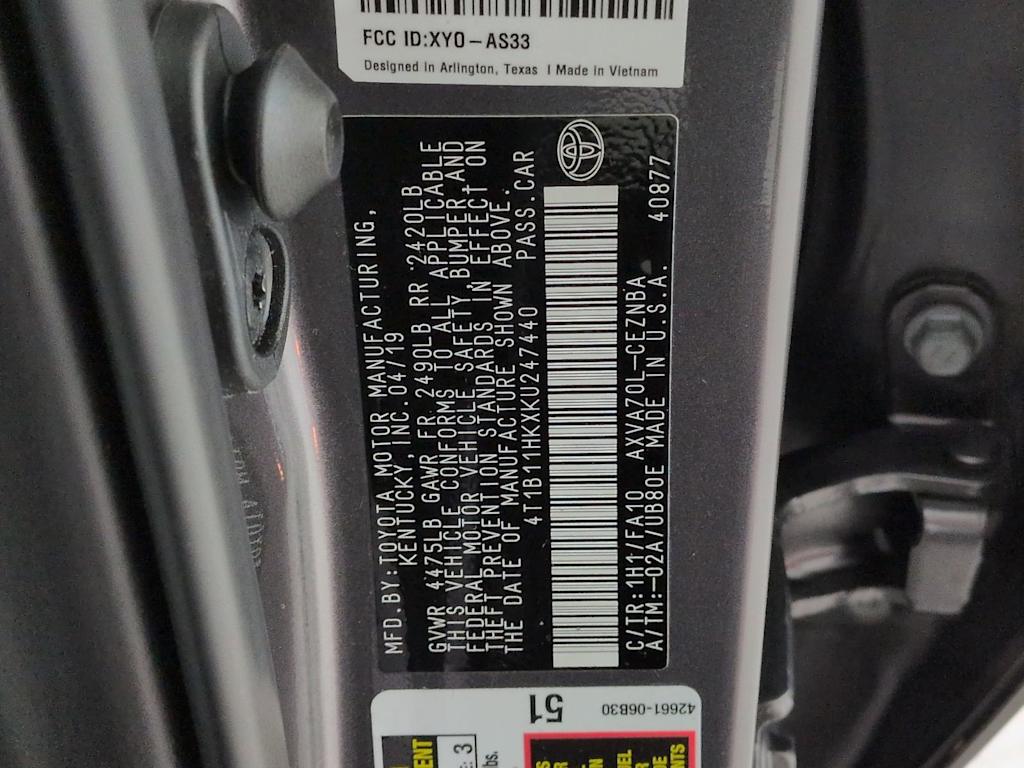 FCC ID:XYO-AS33
Designed in Arlington, Texas I Made in Vietnam
MFD.BY:TOYOTA MOTOR MANUFACTURING,
KENTUCKY, INC. 04/19
GVWR 4475LB GAWR FR 2490LB RR 2420LB
THIS VEHICLE CONFORMS TO ALL APPLICABLE
FEDERAL MOTOR VEHICLE SAFETY, BUMPER AND
THEFT PREVENTION STANDARDS IN EFFECT ON
THE DATE OF MANUFACTURE SHOWN ABOVE.
4T1B11HKXKU247440 PASS.CAR
C/TR:1H1/FA10 AXVA70L-CEZNBA 40877
A/TM:-02A/UB80E MADE IN U.S.A.
51
42661-06B30